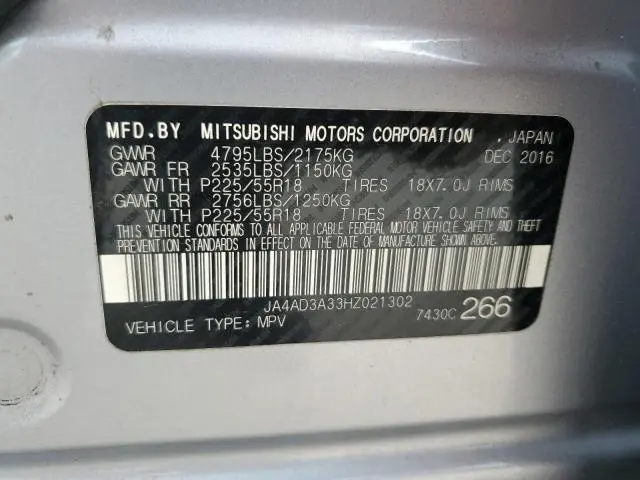 MFD.BY MITSUBISHI MOTORS CORPORATION . JAPAN
GVWR 4795LBS/2175KG DEC 2016
GAWR FR 2535LBS/1150KG
WITH P225/55R18 TIRES 18X7.0J RIMS
GAWR RR 2756LBS/1250KG
WITH P225/55R18 TIRES 18X7.0J RIMS
THIS VEHICLE CONFORMS TO ALL APPLICABLE FEDERAL MOTOR VEHICLE SAFETY AND THEFT
PREVENTION STANDARDS IN EFFECT ON THE DATE OF MANUFACTURE SHOWN ABOVE.
JA4AD3A33HZ021302
VEHICLE TYPE: MPV 7430C 266